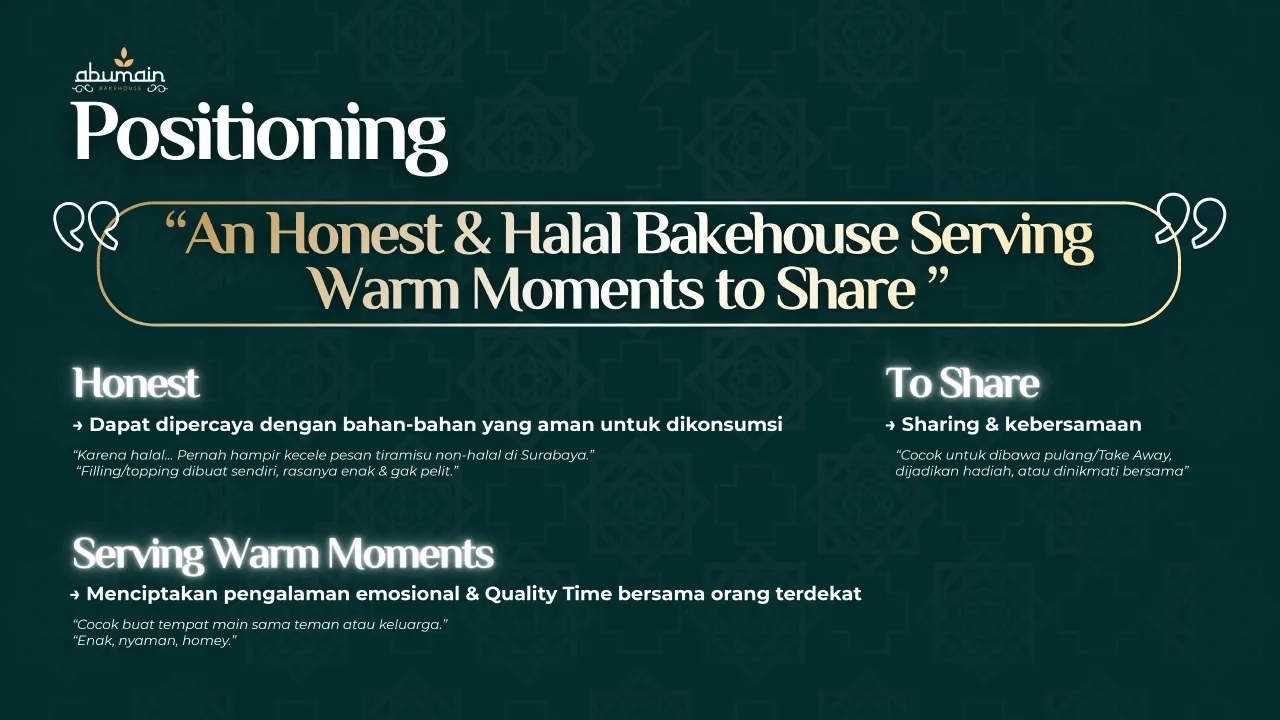 abumain
BAKEHOUSE
Positioning
“An Honest & Halal Bakehouse Serving
Warm Moments to Share ”
Honest
→ Dapat dipercaya dengan bahan-bahan yang aman untuk dikonsumsi
“Karena halal... Pernah hampir kecele pesan tiramisu non-halal di Surabaya.”
“Filling/topping dibuat sendiri, rasanya enak & gak pelit.”
To Share
→ Sharing & kebersamaan
“Cocok untuk dibawa pulang/Take Away,
dijadikan hadiah, atau dinikmati bersama”
Serving Warm Moments
→ Menciptakan pengalaman emosional & Quality Time bersama orang terdekat
“Cocok buat tempat main sama teman atau keluarga.”
“Enak, nyaman, homey.”